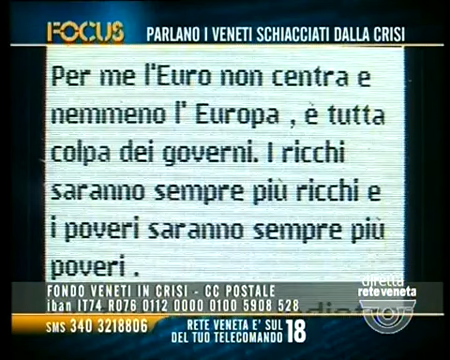 FOCUS
PARLANO I VENETI SCHIACCIATI DALLA CRISI
Per me l'Euro non centra e
nemmeno l' Europa , è tutta
colpa dei governi. I ricchi
saranno sempre più ricchi e
i poveri saranno sempre più
poveri .
diretta
reteveneta
FONDO VENETI IN CRISI - CC POSTALE
iban IT74 R076 0112 0000 0100 5908 528
SMS 340 3218806
RETE VENETA E' SUL
DEL TUO TELECOMANDO
18